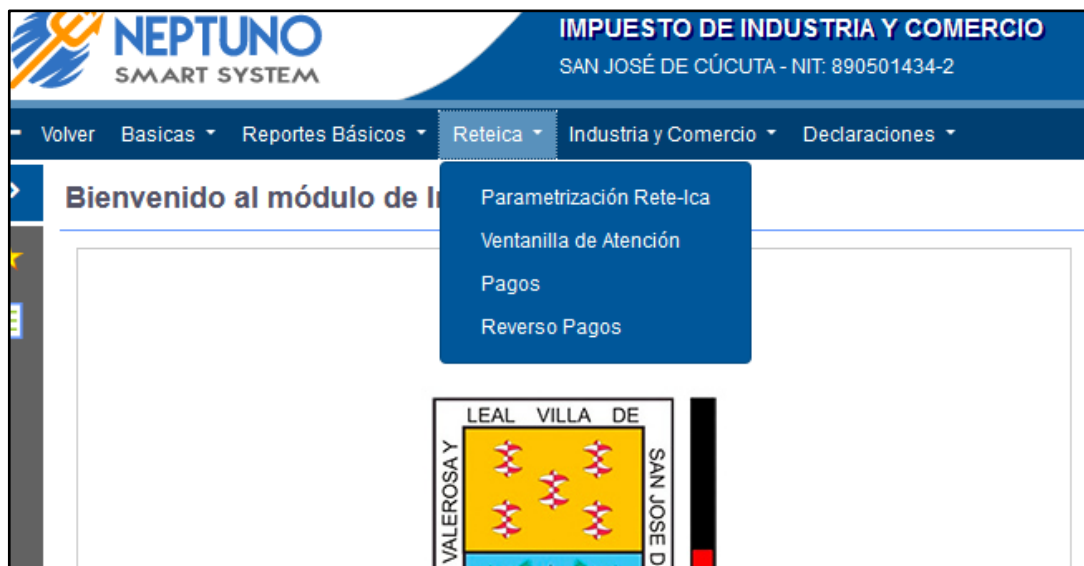 NEPTUNO
SMART SYSTEM
IMPUESTO DE INDUSTRIA Y COMERCIO
SAN JOSÉ DE CÚCUTA - NIT: 890501434-2
Volver Basicas Reportes Básicos Reteica Industria y Comercio Declaraciones
Bienvenido al módulo de
Parametrización Rete-Ica
Ventanilla de Atención
Pagos
Reverso Pagos
LEAL VILLA DE
VALEROSA Y
SAN JOSE D